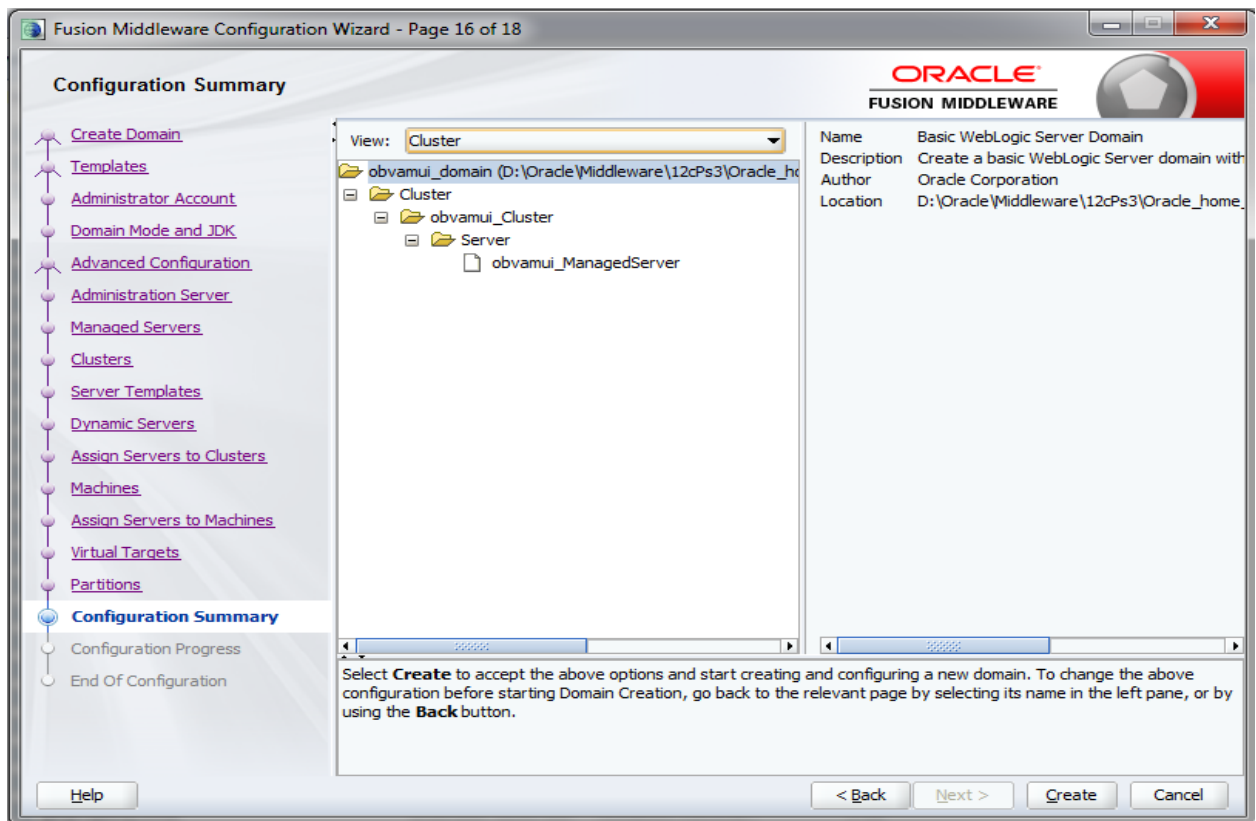 Fusion Middleware Configuration Wizard - Page 16 of 18
Configuration Summary
ORACLE
FUSION MIDDLEWARE
Create Domain
Templates
Administrator Account
Domain Mode and JDK
Advanced Configuration
Administration Server
Managed Servers
Clusters
Server Templates
Dynamic Servers
Assign Servers to Clusters
Machines
Assign Servers to Machines
Virtual Targets
Partitions
Configuration Summary
Configuration Progress
End Of Configuration
View: Cluster
obvamui_domain (D:\Oracle\Middleware\12cPs3\Oracle_ho
Cluster
obvamui_Cluster
Server
obvamui_ManagedServer
Name Basic WebLogic Server Domain
Description Create a basic WebLogic Server domain with
Author Oracle Corporation
Location D:\Oracle\Middleware\12cPs3\Oracle_home_
Select Create to accept the above options and start creating and configuring a new domain. To change the above
configuration before starting Domain Creation, go back to the relevant page by selecting its name in the left pane, or by
using the Back button.
Help
< Back
Next >
Create
Cancel